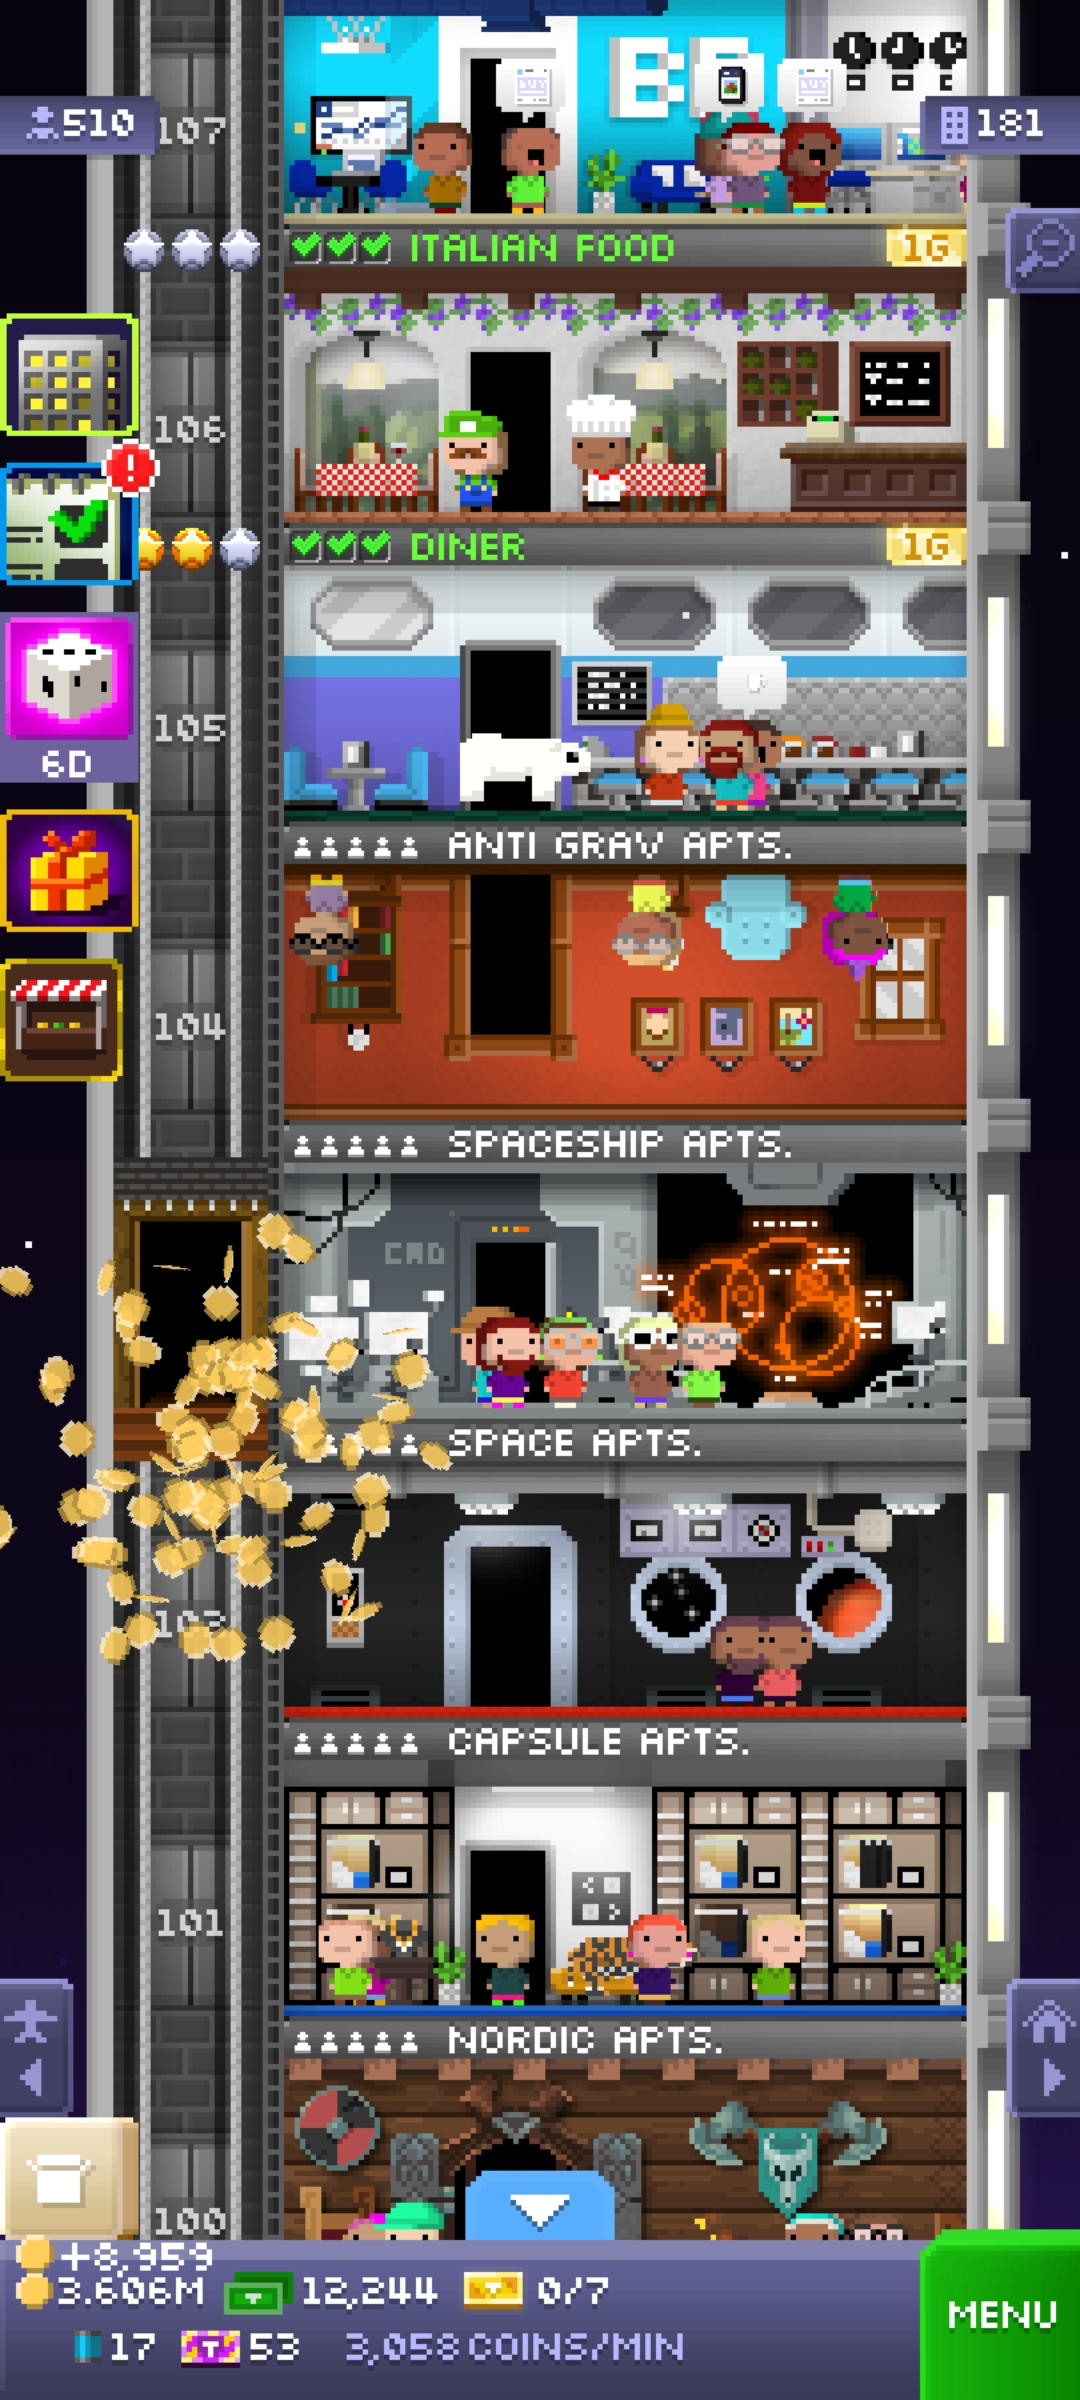 510
107
181
ITALIAN FOOD
1G
106
DINER
1G
105
6D
ANTI GRAV APTS.
104
SPACESHIP APTS.
CRD
SPACE APTS.
CAPSULE APTS.
101
NORDIC APTS.
100
+8,959
3.606M
12,244
0/7
MENU
17
53
3,058 COINS/MIN